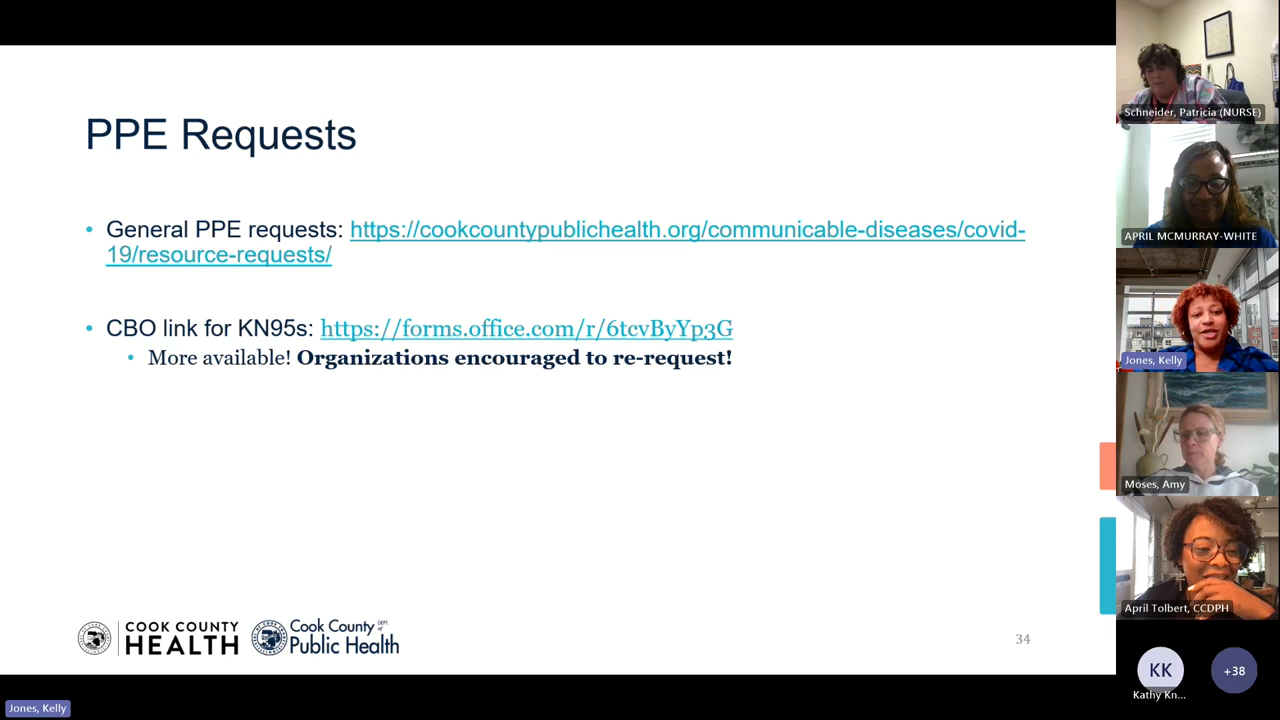 PPE Requests
• General PPE requests: https://cookcountypublichealth.org/communicable-diseases/covid-
19/resource-requests/
• CBO link for KN95s: https://forms.office.com/r/6tcvByYp3G
• More available! Organizations encouraged to re-request!
COOK COUNTY
HEALTH
Cook County DEPT. of
Public Health
34
Schneider, Patricia (NURSE)
APRIL MCMURRAY-WHITE
Jones, Kelly
Moses, Amy
April Tolbert, CCDPH
KK
+38
Kathy Kn...
Jones, Kelly